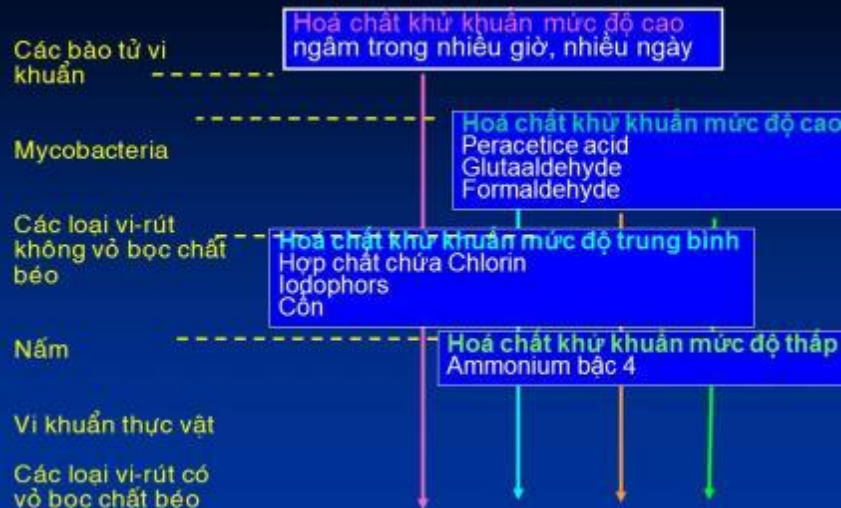 Hoá chất khử khuẩn mức độ cao
ngâm trong nhiều giờ, nhiều ngày
Các bào tử vi
khuẩn
Mycobacteria
Hoá chất khử khuẩn mức độ cao
Peracetice acid
Glutaaldehyde
Formaldehyde
Các loại vi-rút
không vỏ bọc chất
béo
Hoá chất khử khuẩn mức độ trung bình
Hợp chất chứa Chlorin
Iodophors
Cồn
Nấm
Hoá chất khử khuẩn mức độ thấp
Ammonium bậc 4
Vi khuẩn thực vật
Các loại vi-rút có
vỏ bọc chất béo